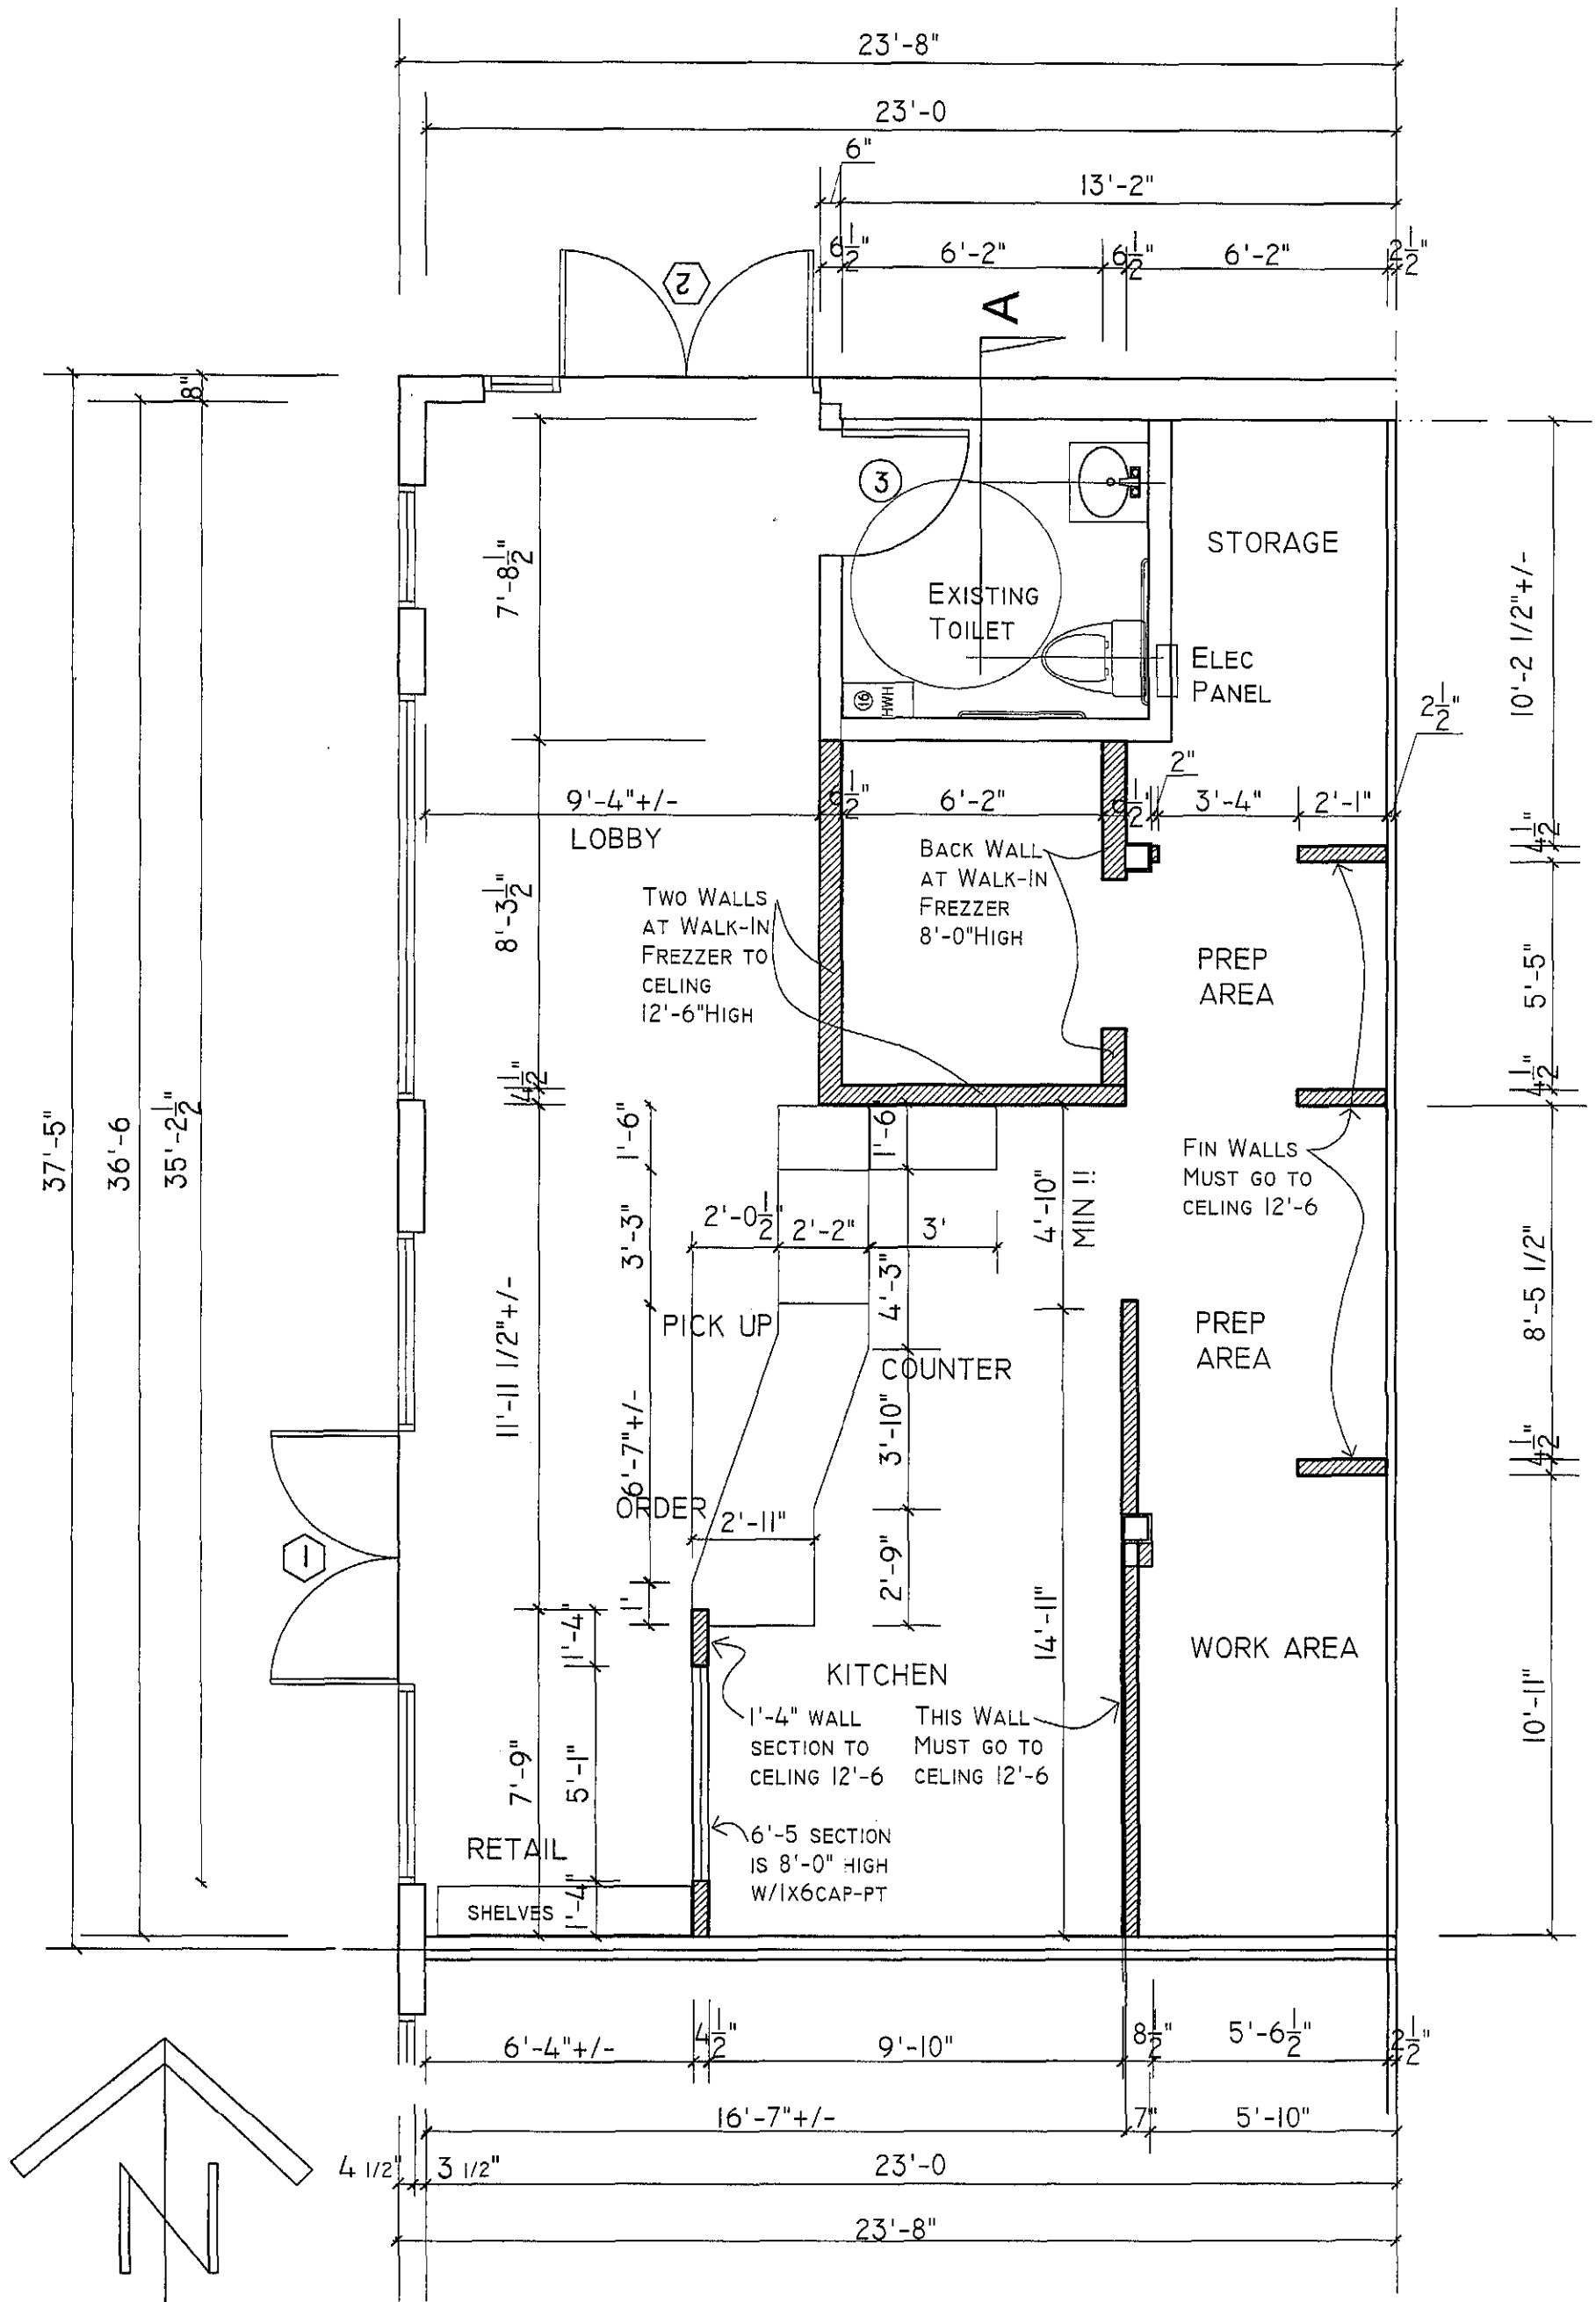 23'-8"
23'-0
6"
13'-2"
6 1/2"
6'-2"
6 1/2"
6'-2"
2 1/2"
2
A
8"
3
STORAGE
7'-8 1/2"
EXISTING
TOILET
ELEC
PANEL
16
HWH
10'-2 1/2"+/-
2 1/2"
2"
9'-4"+/-
6 1/2"
6'-2"
6 1/2"
3'-4"
2'-1"
4 1/2"
LOBBY
BACK WALL
AT WALK-IN
FREZZER
8'-0"HIGH
TWO WALLS
AT WALK-IN
FREZZER TO
CELING
12'-6"HIGH
8'-3 1/2"
PREP
AREA
5'-5"
4 1/2"
4 1/2"
37'-5"
36'-6
35'-2 1/2"
1'-6"
1'-6"
4'-10"
MIN !!
FIN WALLS
MUST GO TO
CELING 12'-6
2'-0 1/2"
2'-2"
3'
3'-3"
4'-3"
8'-5 1/2"
11'-11 1/2"+/-
PICK UP
PREP
AREA
COUNTER
6'-7"+/-
3'-10"
4 1/2"
ORDER
2'-11"
1
2'-9"
1'
1'-4"
14'-11"
WORK AREA
KITCHEN
1'-4" WALL
SECTION TO
CELING 12'-6
THIS WALL
MUST GO TO
CELING 12'-6
10'-11"
7'-9"
5'-1"
6'-5 SECTION
IS 8'-0" HIGH
W/1X6CAP-PT
RETAIL
SHELVES
1'-4"
6'-4"+/-
4 1/2"
9'-10"
8 1/2"
5'-6 1/2"
2 1/2"
16'-7"+/-
7"
5'-10"
4 1/2"
3 1/2"
23'-0
23'-8"
N